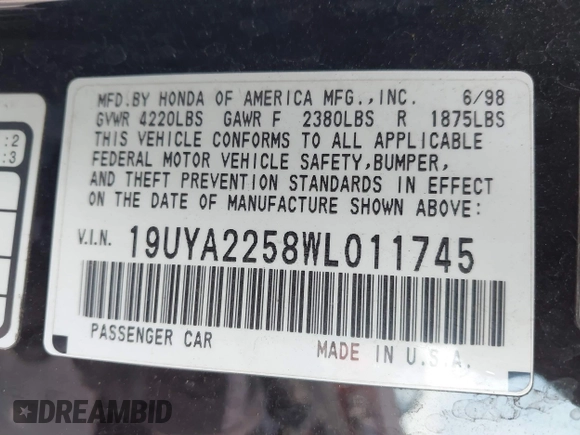 MFD.BY HONDA OF AMERICA MFG.,INC. 6/98
GVWR 4220LBS GAWR F 2380LBS R 1875LBS
THIS VEHICLE CONFORMS TO ALL APPLICABLE
FEDERAL MOTOR VEHICLE SAFETY,BUMPER,
AND THEFT PREVENTION STANDARDS IN EFFECT
ON THE DATE OF MANUFACTURE SHOWN ABOVE:
V.I.N. 19UYA2258WL011745
PASSENGER CAR MADE IN U.S.A.
:2
:3
DREAMBID